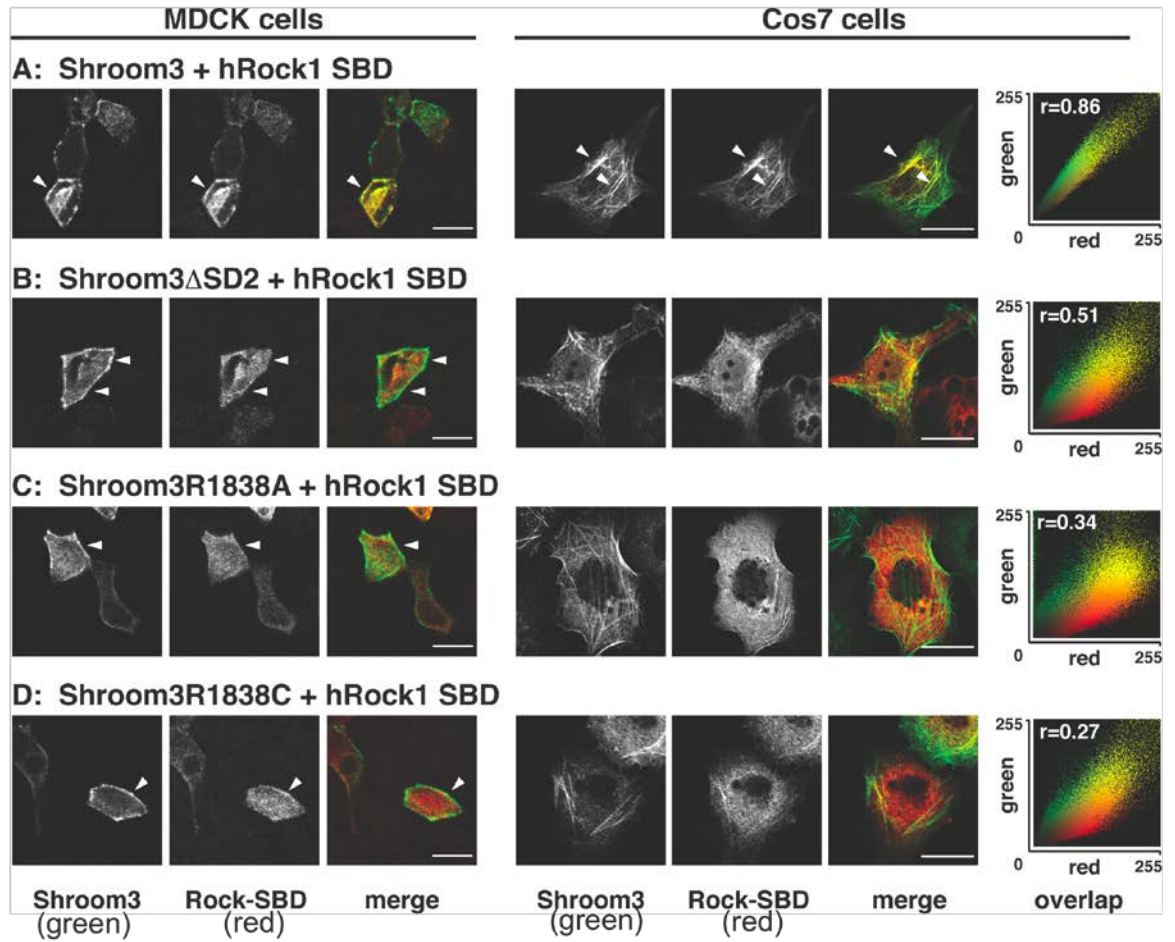 MDCK cells Cos7 cells
A: Shroom3 + hRock1 SBD
255
r=0.86
green
0 red 255
B: Shroom3ΔSD2 + hRock1 SBD
255
r=0.51
green
0 red 255
C: Shroom3R1838A + hRock1 SBD
255
r=0.34
green
0 red 255
D: Shroom3R1838C + hRock1 SBD
255
r=0.27
green
0 red 255
Shroom3 Rock-SBD merge Shroom3 Rock-SBD merge overlap
(green) (red) (green) (red)